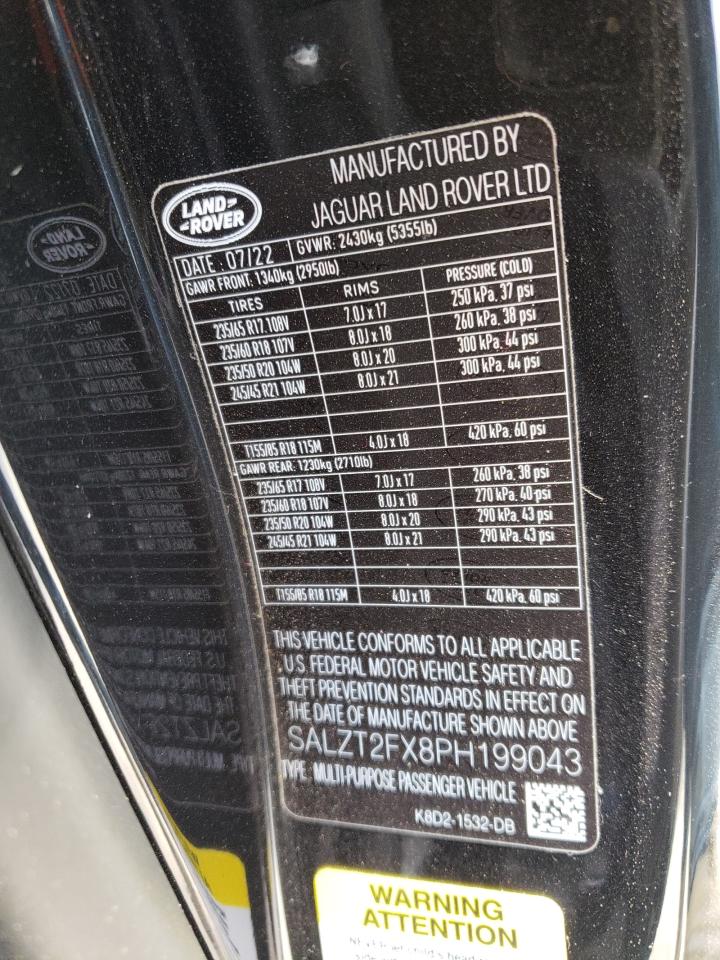 MANUFACTURED BY
JAGUAR LAND ROVER LTD
LAND
ROVER
DATE : 07/22 GVWR: 2430kg (5355lb)
GAWR FRONT: 1340kg (2950lb)
TIRES RIMS PRESSURE (COLD)
235/65 R17 108V 7.0J x 17 250 kPa, 37 psi
235/60 R18 107V 8.0J x 18 260 kPa, 38 psi
235/50 R20 104W 8.0J x 20 300 kPa, 44 psi
245/45 R21 104W 8.0J x 21 300 kPa, 44 psi
T155/85 R18 115M 4.0J x 18 420 kPa, 60 psi
GAWR REAR: 1230kg (2710lb)
235/65 R17 108V 7.0J x 17 260 kPa, 38 psi
235/60 R18 107V 8.0J x 18 270 kPa, 40 psi
235/50 R20 104W 8.0J x 20 290 kPa, 43 psi
245/45 R21 104W 8.0J x 21 290 kPa, 43 psi
T155/85 R18 115M 4.0J x 18 420 kPa, 60 psi
THIS VEHICLE CONFORMS TO ALL APPLICABLE
U.S. FEDERAL MOTOR VEHICLE SAFETY AND
THEFT PREVENTION STANDARDS IN EFFECT ON
THE DATE OF MANUFACTURE SHOWN ABOVE
SALZT2FX8PH199043
TYPE: MULTI-PURPOSE PASSENGER VEHICLE
K8D2-1532-DB
WARNING
ATTENTION